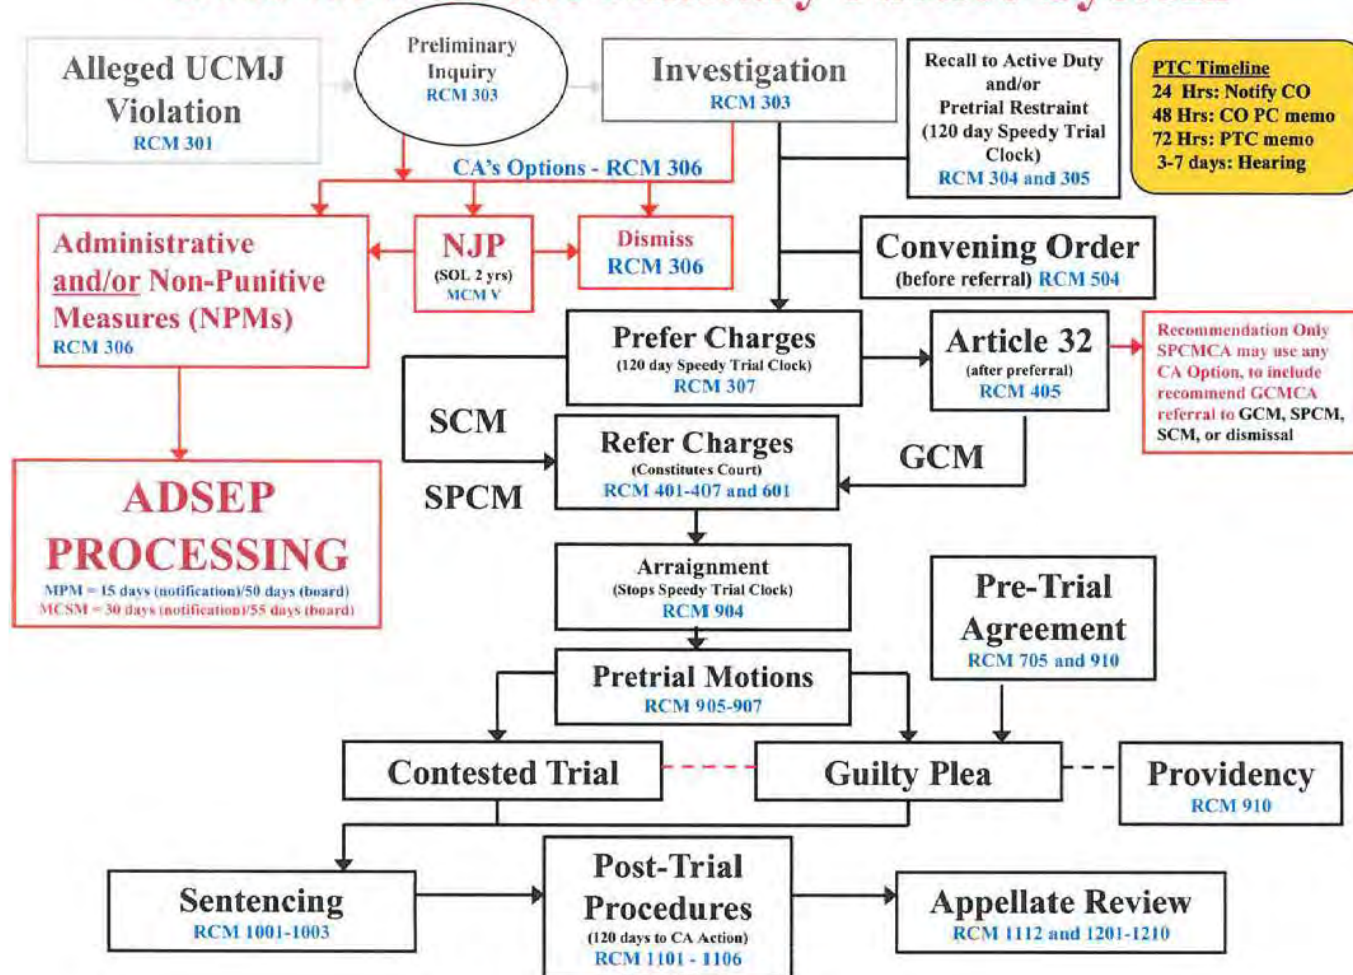 Alleged UCMJ
Violation
RCM 301
Preliminary
Inquiry
RCM 303
Investigation
RCM 303
Recall to Active Duty
and/or
Pretrial Restraint
(120 day Speedy Trial
Clock)
RCM 304 and 305
PTC Timeline
24 Hrs: Notify CO
48 Hrs: CO PC memo
72 Hrs: PTC memo
3-7 days: Hearing
CA's Options - RCM 306
Administrative
and/or Non-Punitive
Measures (NPMs)
RCM 306
NJP
(SOL 2 yrs)
MCM V
Dismiss
RCM 306
Convening Order
(before referral) RCM 504
Prefer Charges
(120 day Speedy Trial Clock)
RCM 307
Article 32
(after preferral)
RCM 405
Recommendation Only
SPCMCA may use any
CA Option, to include
recommend GCMCA
referral to GCM, SPCM,
SCM, or dismissal
SCM
SPCM
Refer Charges
(Constitutes Court)
RCM 401-407 and 601
GCM
ADSEP
PROCESSING
MPM = 15 days (notification)/50 days (board)
MCSM = 30 days (notification)/55 days (board)
Arraignment
(Stops Speedy Trial Clock)
RCM 904
Pre-Trial
Agreement
RCM 705 and 910
Pretrial Motions
RCM 905-907
Contested Trial
Guilty Plea
Providency
RCM 910
Sentencing
RCM 1001-1003
Post-Trial
Procedures
(120 days to CA Action)
RCM 1101 - 1106
Appellate Review
RCM 1112 and 1201-1210